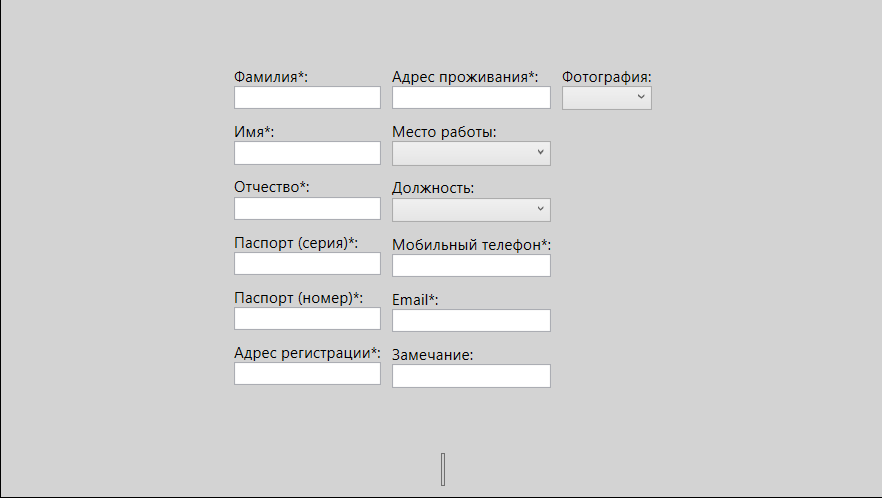 Фамилия*:
Имя*:
Отчество*:
Паспорт (серия)*:
Паспорт (номер)*:
Адрес регистрации*:
Адрес проживания*:
Место работы:
Должность:
Мобильный телефон*:
Email*:
Замечание:
Фотография: